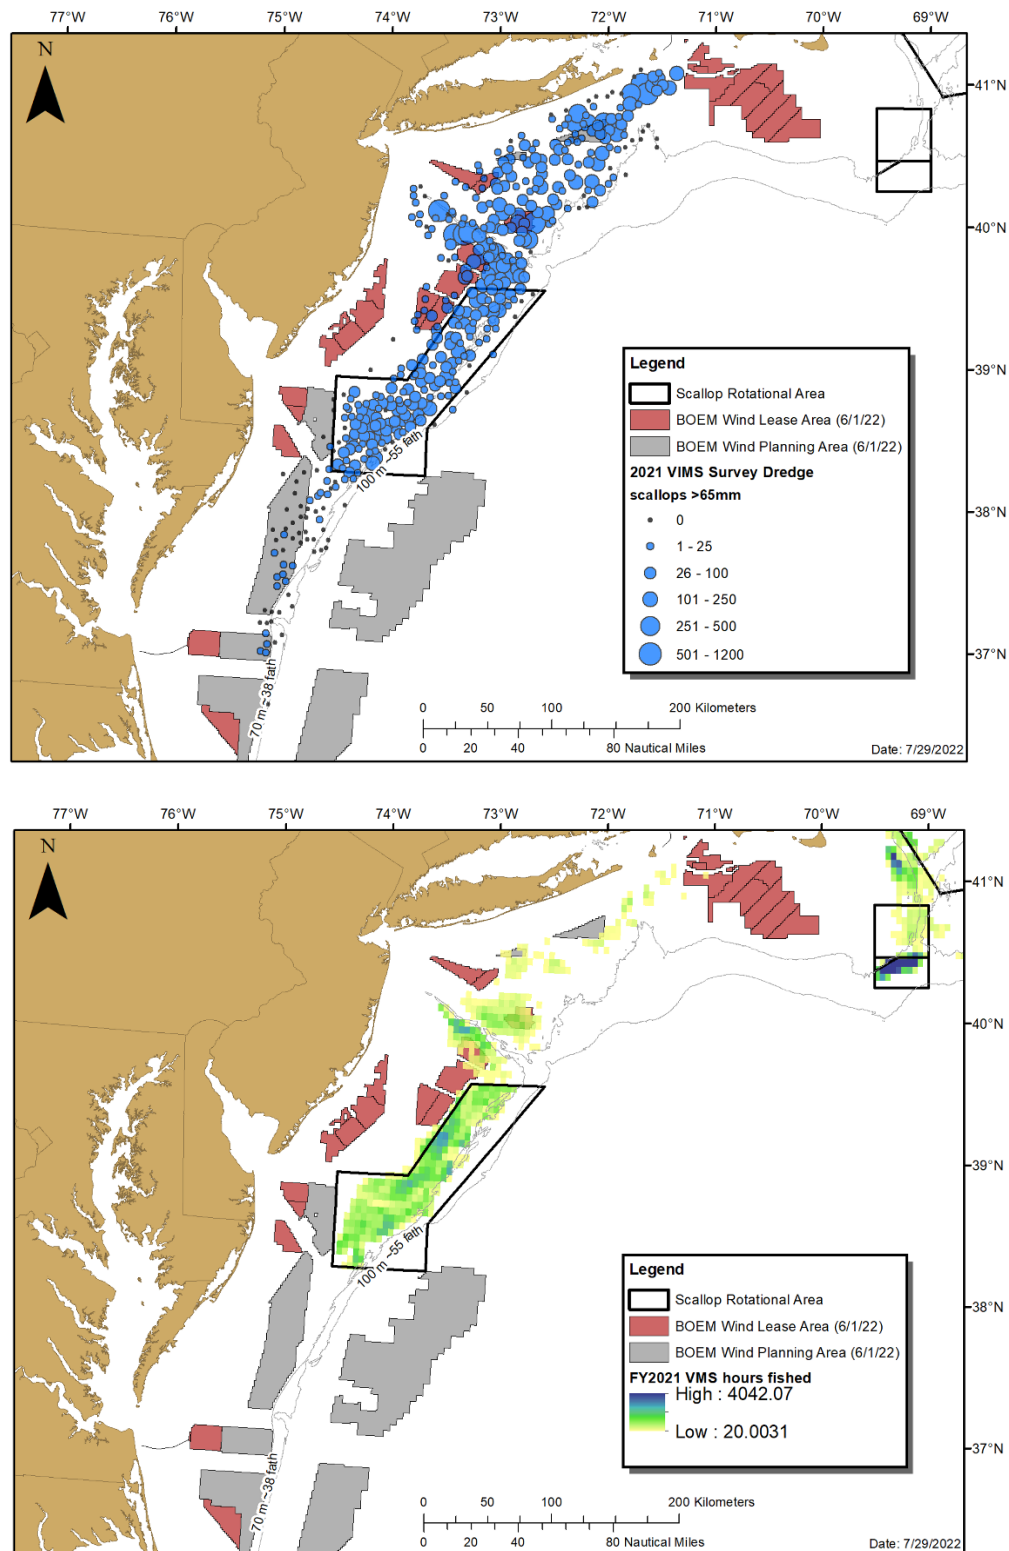 77°W 76°W 75°W 74°W 73°W 72°W 71°W 70°W 69°W
N
41°N
40°N
39°N
38°N
37°N
100 m ~55 fath
70 m ~38 fath
Legend
Scallop Rotational Area
BOEM Wind Lease Area (6/1/22)
BOEM Wind Planning Area (6/1/22)
2021 VIMS Survey Dredge
scallops >65mm
0
1 - 25
26 - 100
101 - 250
251 - 500
501 - 1200
0 50 100 200 Kilometers
0 20 40 80 Nautical Miles
Date: 7/29/2022
77°W 76°W 75°W 74°W 73°W 72°W 71°W 70°W 69°W
N
41°N
40°N
39°N
38°N
37°N
100 m ~55 fath
70 m ~38 fath
Legend
Scallop Rotational Area
BOEM Wind Lease Area (6/1/22)
BOEM Wind Planning Area (6/1/22)
FY2021 VMS hours fished
High : 4042.07
Low : 20.0031
0 50 100 200 Kilometers
0 20 40 80 Nautical Miles
Date: 7/29/2022